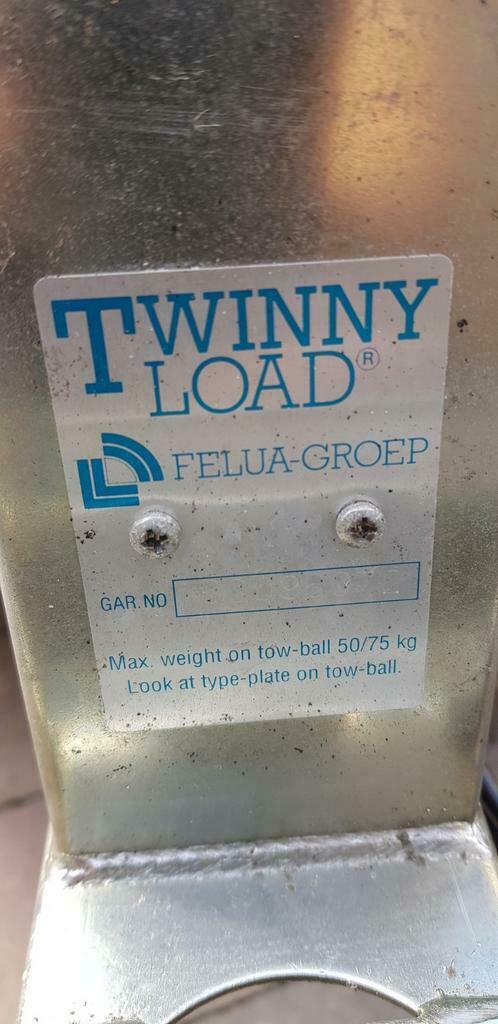 TWINNY
LOAD®
FELUA-GROEP
GAR.NO
Max. weight on tow-ball 50/75 kg
Look at type-plate on tow-ball.